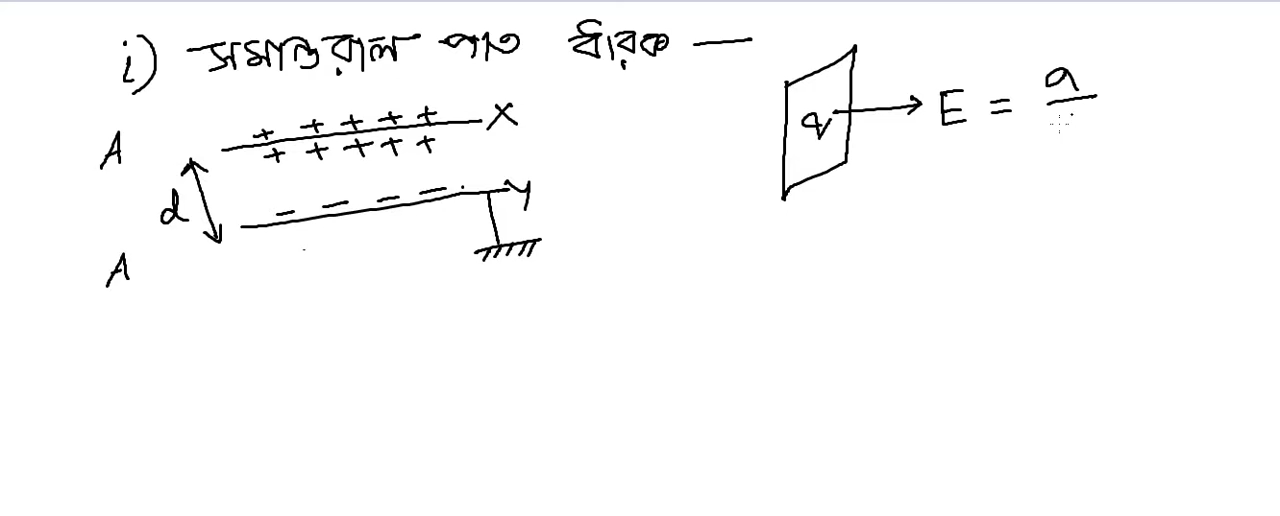 i) সমান্তরাল পাত ধারক —
A + + + + + X
+ + + + +
d - - - - Y
A
q → E = q/